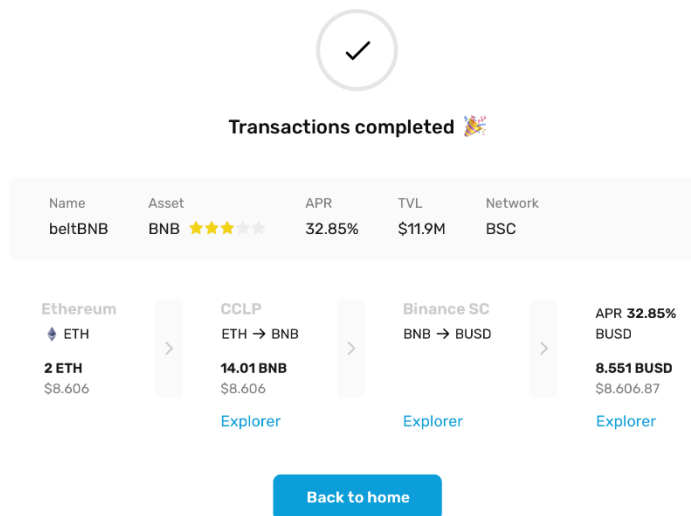 Transactions completed 🎉
Name Asset APR TVL Network
beltBNB BNB 32.85% $11.9M BSC
Ethereum CCLP Binance SC APR 32.85%
ETH ETH → BNB BNB → BUSD BUSD
2 ETH 14.01 BNB 8.551 BUSD
$8.606 $8.606 $8.606.87
Explorer Explorer Explorer
Back to home